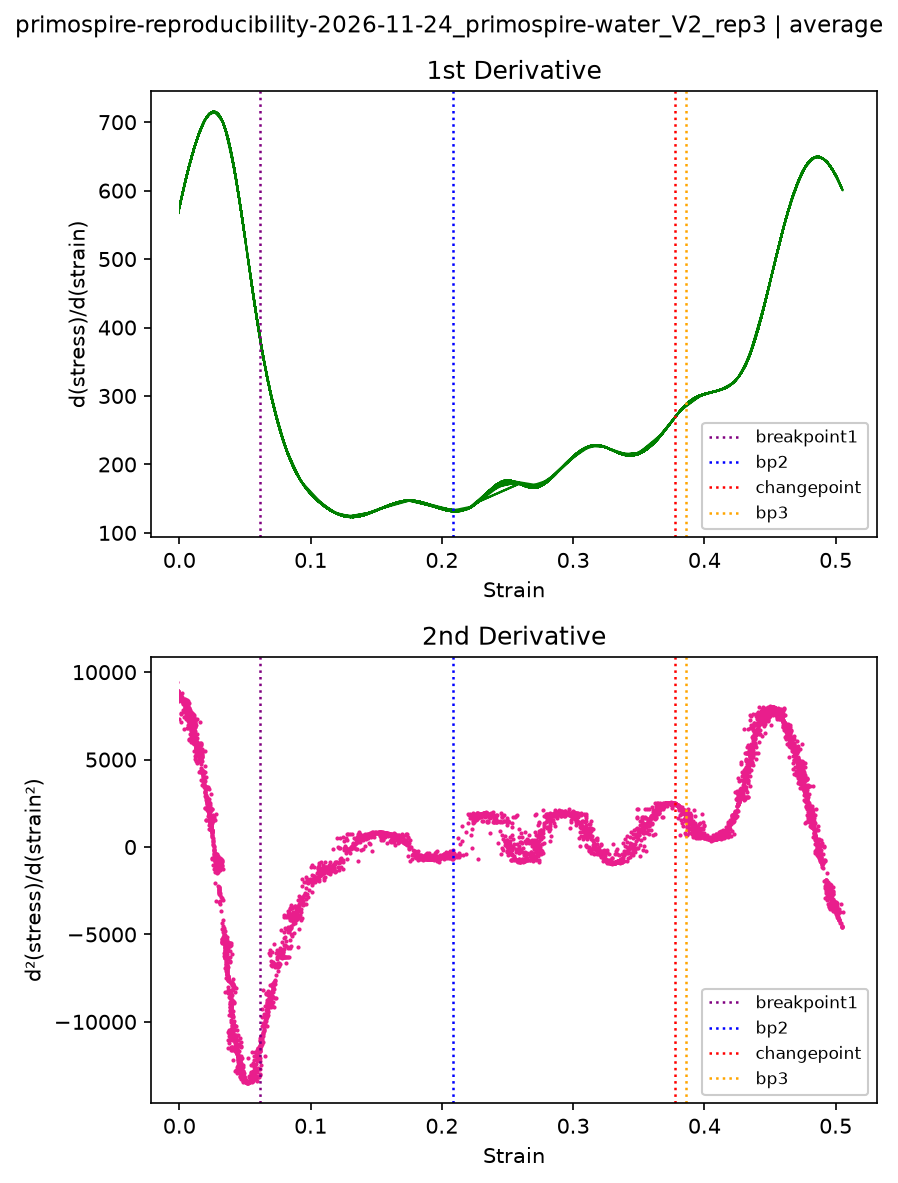 primospire-reproducibility-2026-11-24_primospire-water_V2_rep3 | average
1st Derivative
700
600
500
400
300
200
100
d(stress)/d(strain)
breakpoint1
bp2
changepoint
bp3
0.0 0.1 0.2 0.3 0.4 0.5
Strain
2nd Derivative
10000
5000
0
−5000
−10000
d²(stress)/d(strain²)
breakpoint1
bp2
changepoint
bp3
0.0 0.1 0.2 0.3 0.4 0.5
Strain